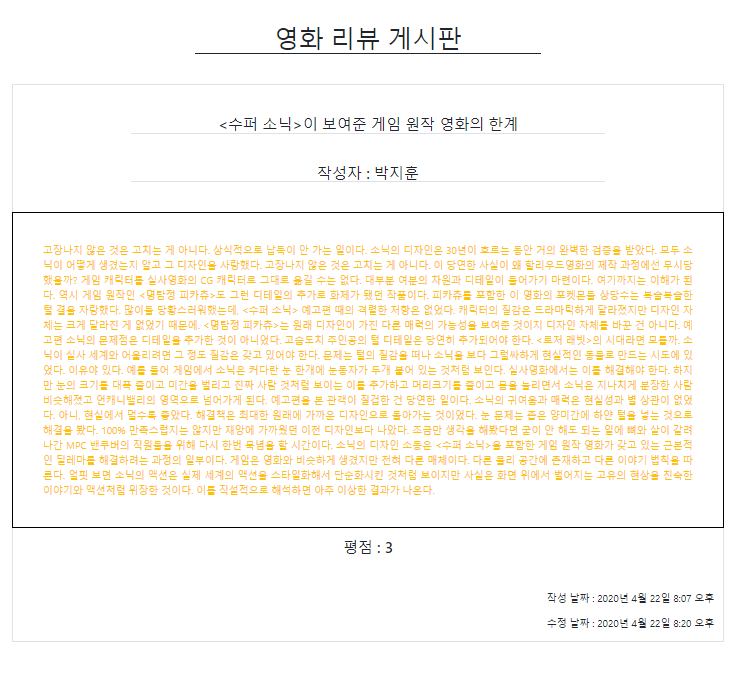 영화 리뷰 게시판
<수퍼 소닉>이 보여준 게임 원작 영화의 한계
작성자 : 박지훈
고장나지 않은 것은 고치는 게 아니다. 상식적으로 납득이 안 가는 일이다. 소닉의 디자인은 30년이 흐르는 동안 거의 완벽한 검증을 받았다. 모두 소
닉이 어떻게 생겼는지 알고 그 디자인을 사랑했다. 고장나지 않은 것은 고치는 게 아니다. 이 당연한 사실이 왜 할리우드영화의 제작 과정에선 무시당
했을까? 게임 캐릭터를 실사영화의 CG 캐릭터로 그대로 옮길 수는 없다. 대부분 여분의 자원과 디테일이 들어가기 마련이다. 여기까지는 이해가 된
다. 역시 게임 원작인 <명탐정 피카츄>도 그런 디테일의 추가로 화제가 됐던 작품이다. 피카츄를 포함한 이 영화의 포켓몬들 상당수는 복슬복슬한
털 결을 자랑했다. 많이들 당황스러워했는데, <수퍼 소닉> 예고편 때의 격렬한 저항은 없었다. 캐릭터의 질감은 드라마틱하게 달라졌지만 디자인 자
체는 크게 달라진 게 없었기 때문에. <명탐정 피카츄>는 원래 디자인이 가진 다른 매력의 가능성을 보여준 것이지 디자인 자체를 바꾼 건 아니다. 예
고편 소닉의 문제점은 디테일을 추가한 것이 아니었다. 고슴도치 주인공의 털 디테일은 당연히 추가되어야 한다. <로저 래빗>의 시대라면 모를까. 소
닉이 실사 세계와 어울리려면 그 정도 질감은 갖고 있어야 한다. 문제는 털의 질감을 떠나 소닉을 보다 그럴싸하게 현실적인 동물로 만드는 시도에 있
었다. 이유야 있다. 예를 들어 게임에서 소닉은 커다란 눈 한개에 눈동자가 두개 붙어 있는 것처럼 보인다. 실사영화에서는 이를 해결해야 한다. 하지
만 눈의 크기를 대폭 줄이고 미간을 벌리고 진짜 사람 것처럼 보이는 이를 추가하고 머리크기를 줄이고 몸을 늘리면서 소닉은 지나치게 분장한 사람
비슷해졌고 언캐니밸리의 영역으로 넘어가게 된다. 예고편을 본 관객이 질겁한 건 당연한 일이다. 소닉의 귀여움과 매력은 현실성과 별 상관이 없었
다. 아니, 현실에서 멀수록 좋았다. 해결책은 최대한 원래에 가까운 디자인으로 돌아가는 것이었다. 눈 문제는 좁은 양미간에 하얀 털을 넣는 것으로
해결을 봤다. 100% 만족스럽지는 않지만 재앙에 가까웠던 이전 디자인보다 나았다. 조금만 생각을 해봤다면 굳이 안 해도 되는 일에 뼈와 살이 갈려
나간 MPC 밴쿠버의 직원들을 위해 다시 한번 묵념을 할 시간이다. 소닉의 디자인 소동은 <수퍼 소닉>을 포함한 게임 원작 영화가 갖고 있는 근본적
인 딜레마를 해결하려는 과정의 일부이다. 게임은 영화와 비슷하게 생겼지만 전혀 다른 매체이다. 다른 물리 공간에 존재하고 다른 이야기 법칙을 따
른다. 얼핏 보면 소닉의 액션은 실제 세계의 액션을 스타일화해서 단순화시킨 것처럼 보이지만 사실은 화면 위에서 벌어지는 고유의 현상을 진숙한
이야기와 액션처럼 위장한 것이다. 이를 직설적으로 해석하면 아주 이상한 결과가 나온다.
평점 : 3
작성 날짜 : 2020년 4월 22일 8:07 오후
수정 날짜 : 2020년 4월 22일 8:20 오후